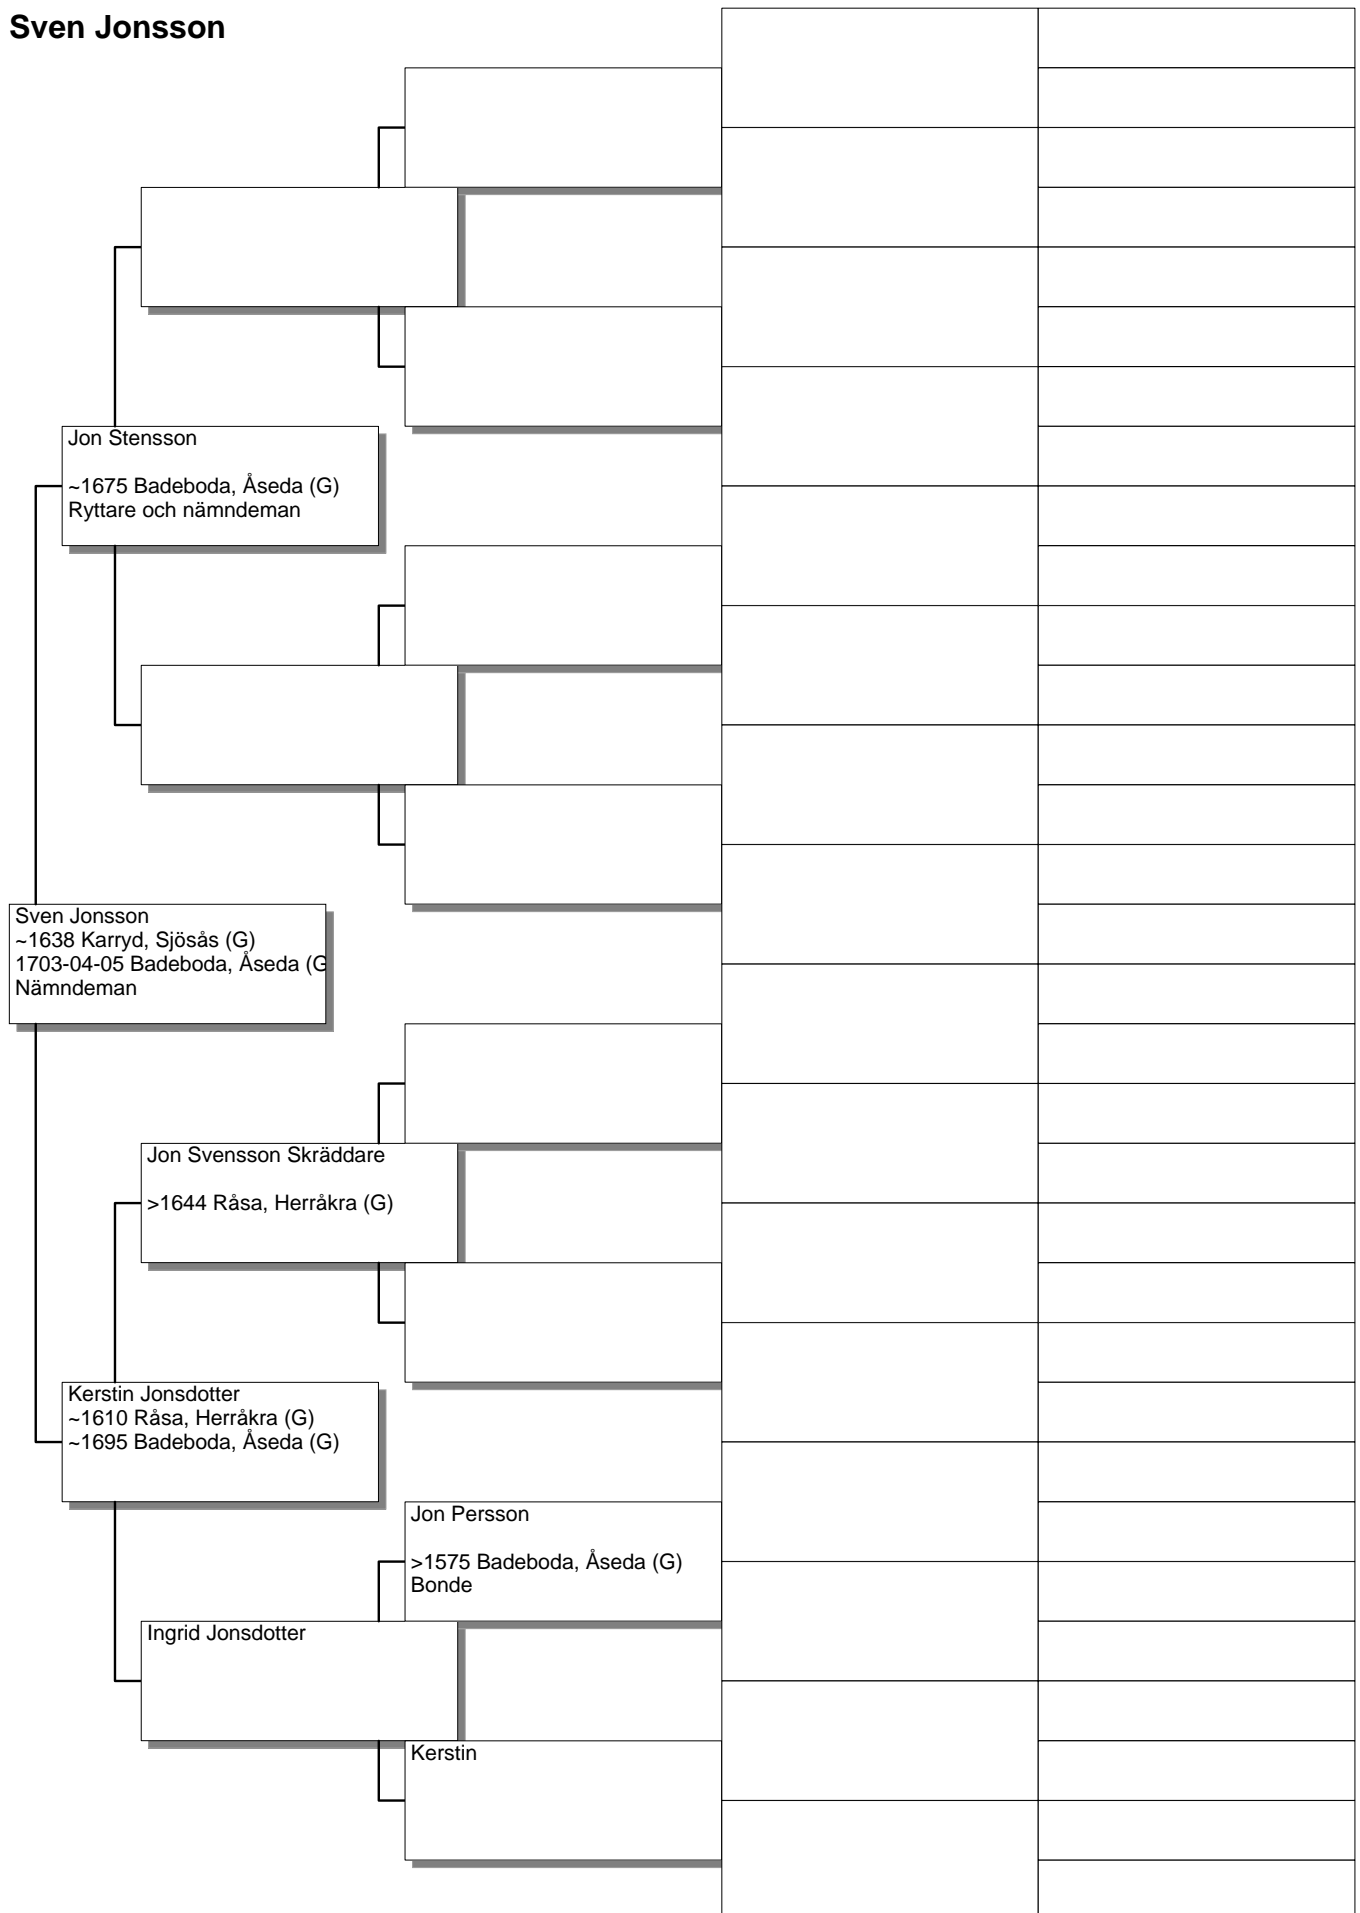 Sven Jonsson
Jon Stensson
~1675 Badeboda, Åseda (G)
Ryttare och nämndeman
Sven Jonsson
~1638 Karryd, Sjösås (G)
1703-04-05 Badeboda, Åseda (G
Nämndeman
Jon Svensson Skräddare
>1644 Råsa, Herråkra (G)
Kerstin Jonsdotter
~1610 Råsa, Herråkra (G)
~1695 Badeboda, Åseda (G)
Jon Persson
>1575 Badeboda, Åseda (G)
Bonde
Ingrid Jonsdotter
Kerstin